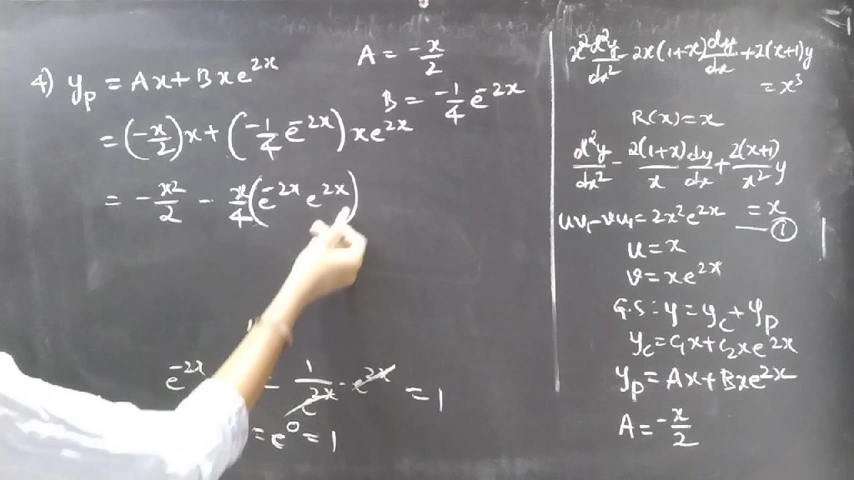 4) y_p = Ax + Bxe^{2x}
A = -x/2
B = -1/4 e^{-2x}
= (-x/2)x + (-1/4 e^{-2x}) xe^{2x}
= -x²/2 - x/4 (e^{-2x} e^{2x})
e^{-2x} = 1/e^{2x} · e^{2x} = 1
= e⁰ = 1
x² d²y/dx² - 2x(1+x) dy/dx + 2(x+1)y
= x³
R(x) = x
d²y/dx² - 2(1+x)/x dy/dx + 2(x+1)/x² y
= x — ①
uv₁ - vu₁ = 2x²e^{2x}
u = x
v = xe^{2x}
G.S: y = y_c + y_p
y_c = c₁x + c₂xe^{2x}
y_p = Ax + Bxe^{2x}
A = -x/2